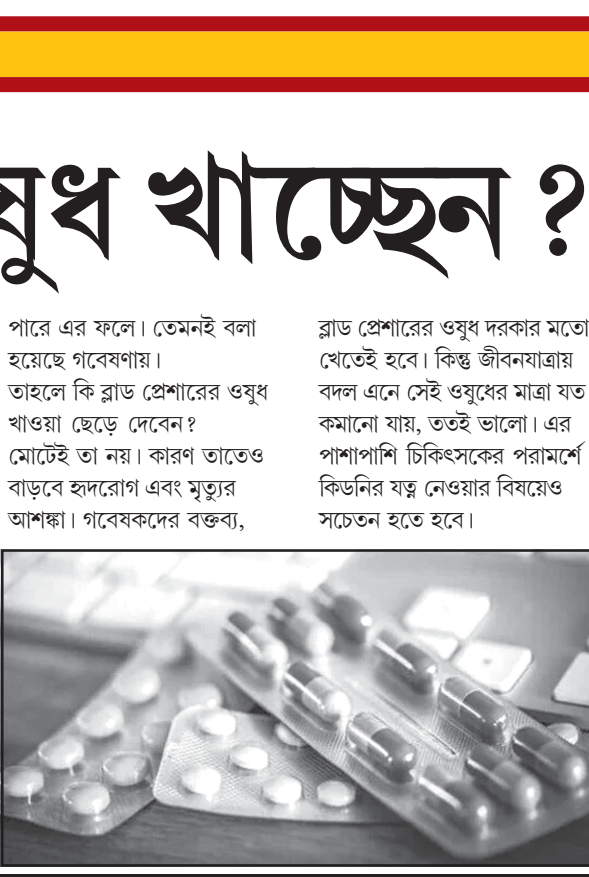 ষুধ খাচ্ছেন ?
পারে এর ফলে। তেমনই বলা
হয়েছে গবেষণায়।
তাহলে কি ব্লাড প্রেশারের ওষুধ
খাওয়া ছেড়ে দেবেন?
মোটেই তা নয়। কারণ তাতেও
বাড়বে হৃদরোগ এবং মৃত্যুর
আশঙ্কা। গবেষকদের বক্তব্য,
ব্লাড প্রেশারের ওষুধ দরকার মতো
খেতেই হবে। কিন্তু জীবনযাত্রায়
বদল এনে সেই ওষুধের মাত্রা যত
কমানো যায়, ততই ভালো। এর
পাশাপাশি চিকিৎসকের পরামর্শে
কিডনির যত্ন নেওয়ার বিষয়েও
সচেতন হতে হবে।